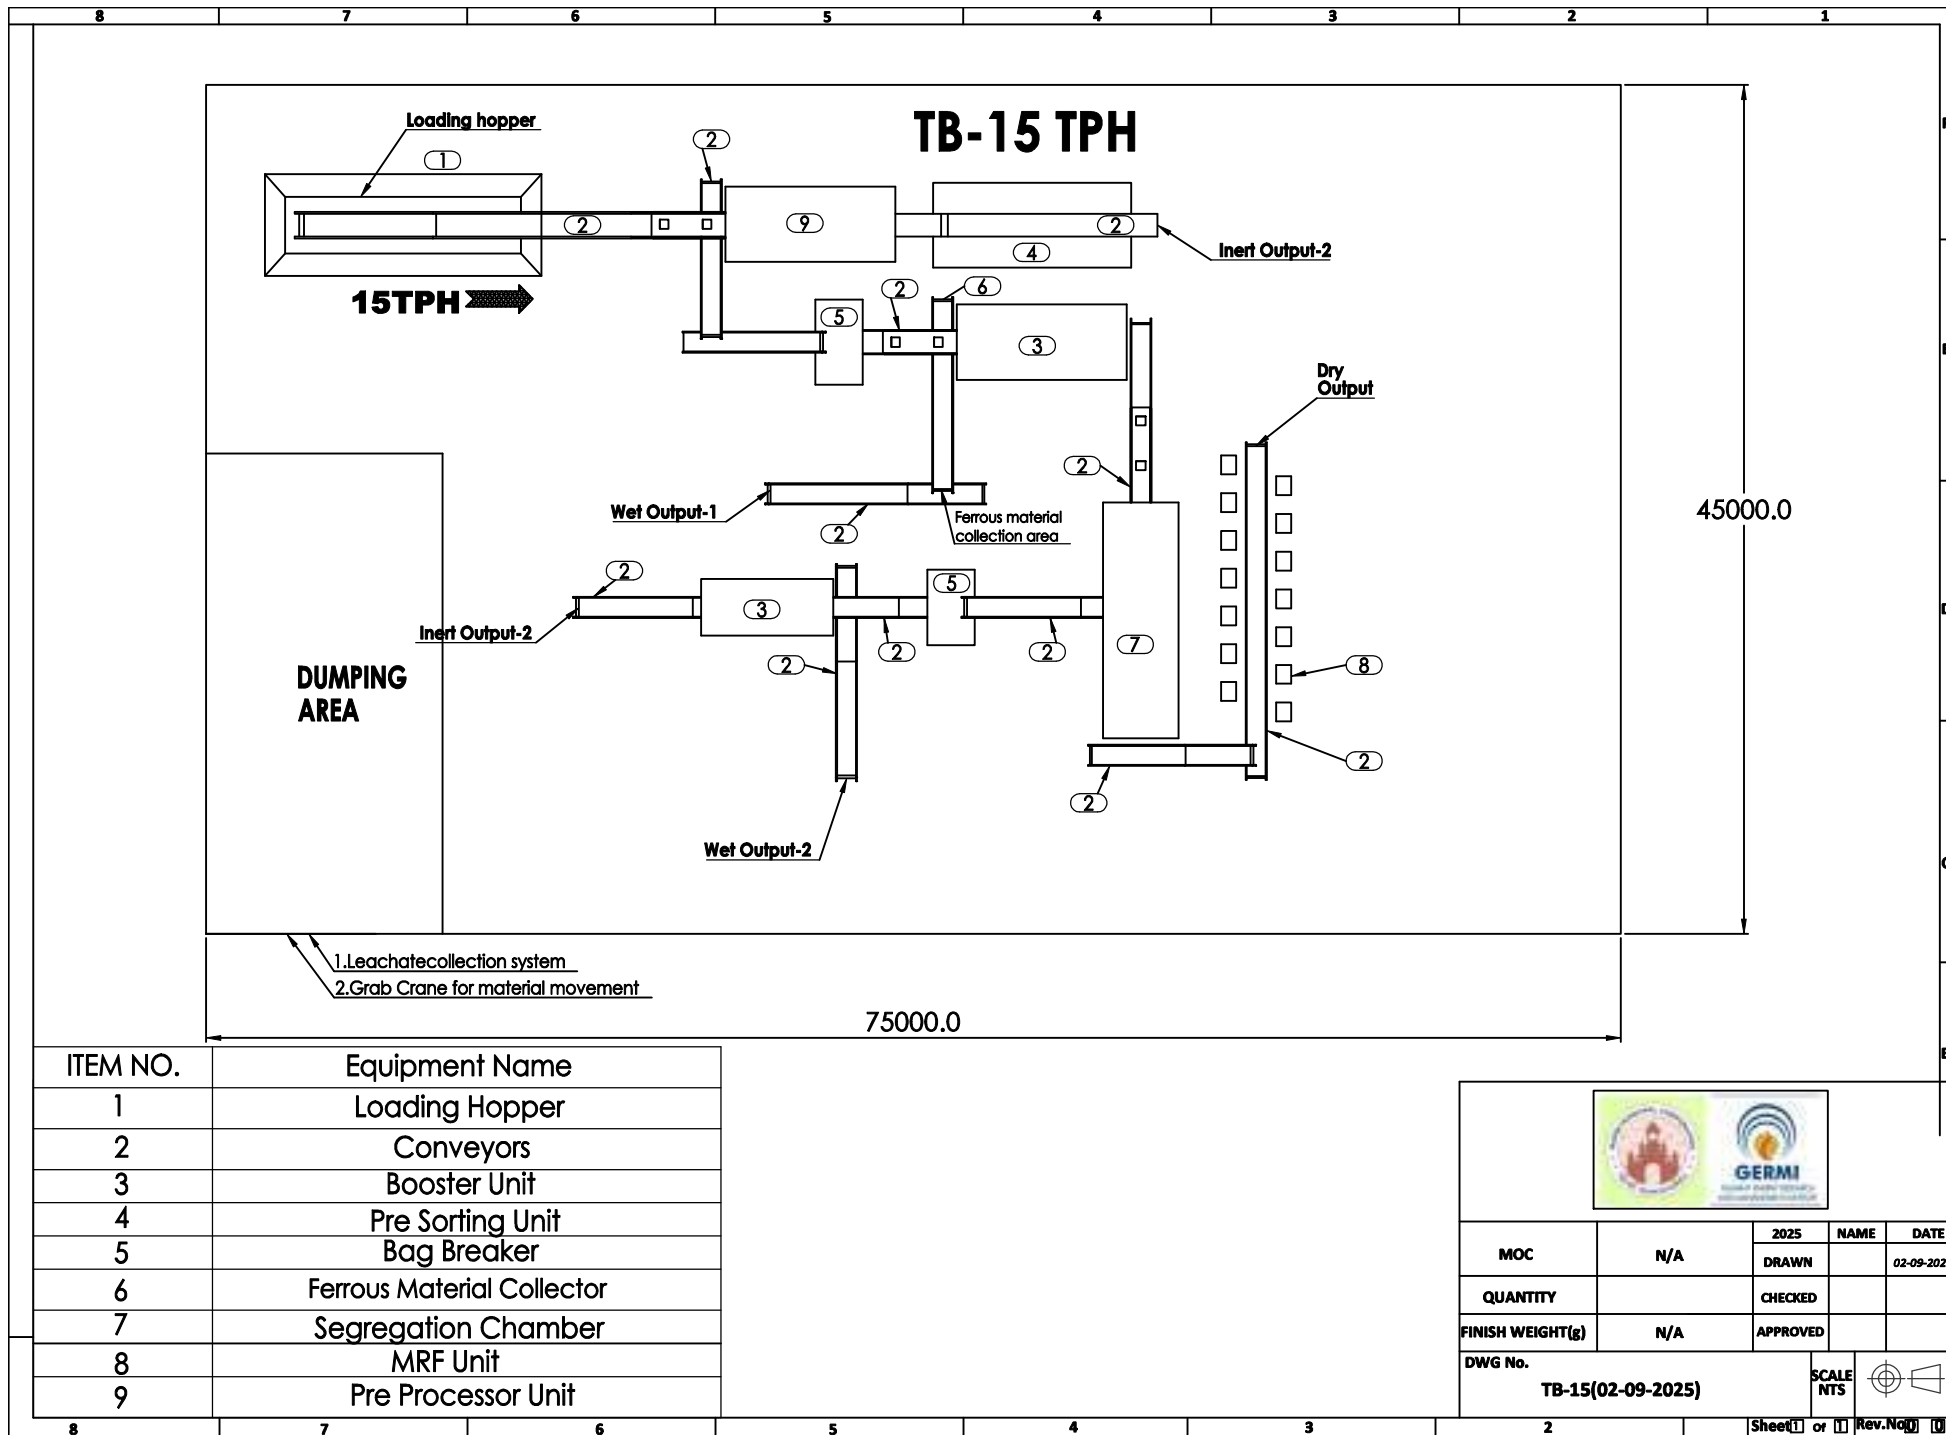 8 7 6 5 4 3 2 1
TB-15 TPH
Loading hopper
1
2
2
9
2
4
Inert Output-2
15TPH
5
2
6
3
Dry
Output
2
Wet Output-1
2
Ferrous material
collection area
45000.0
2
3
5
Inert Output-2
2
2
2
7
8
DUMPING
AREA
2
2
Wet Output-2
1.Leachatecollection system
2.Grab Crane for material movement
75000.0
ITEM NO. Equipment Name
1 Loading Hopper
2 Conveyors
3 Booster Unit
4 Pre Sorting Unit
5 Bag Breaker
6 Ferrous Material Collector
7 Segregation Chamber
8 MRF Unit
9 Pre Processor Unit
GERMI
2025 NAME DATE
MOC N/A DRAWN 02-09-202
QUANTITY CHECKED
FINISH WEIGHT(g) N/A APPROVED
DWG No.
TB-15(02-09-2025)
SCALE
NTS
Sheet 1 of 1 Rev.No 0
8 7 6 5 4 3 2